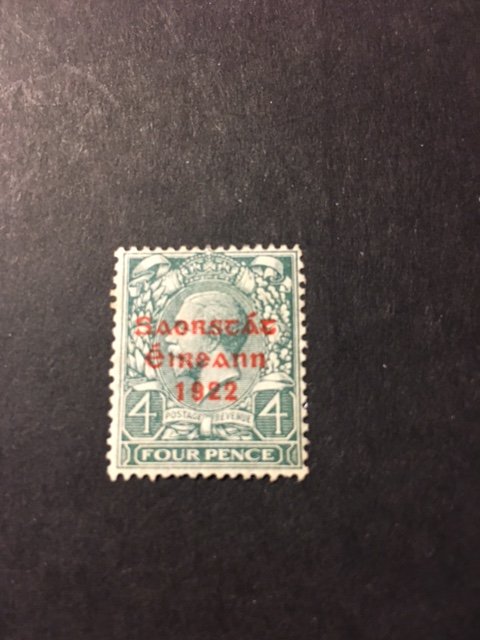 Saorstát
Éireann
1922
4 POSTAGE REVENUE 4
FOUR PENCE